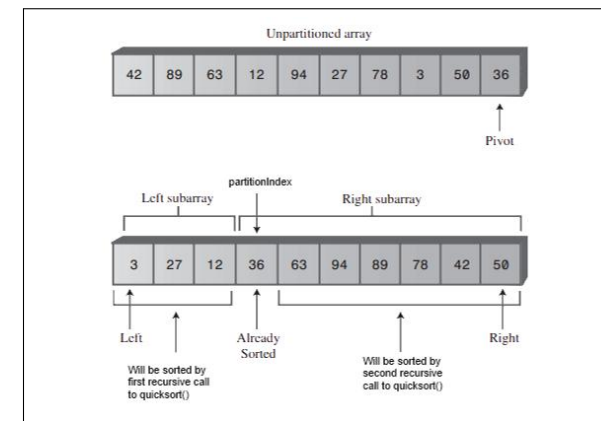 Unpartitioned array
42 89 63 12 94 27 78 3 50 36
Pivot
partitionIndex
Left subarray Right subarray
3 27 12 36 63 94 89 78 42 50
Left Already Right
Sorted
Will be sorted by
first recursive call
to quicksort()
Will be sorted by
second recursive
call to quicksort()